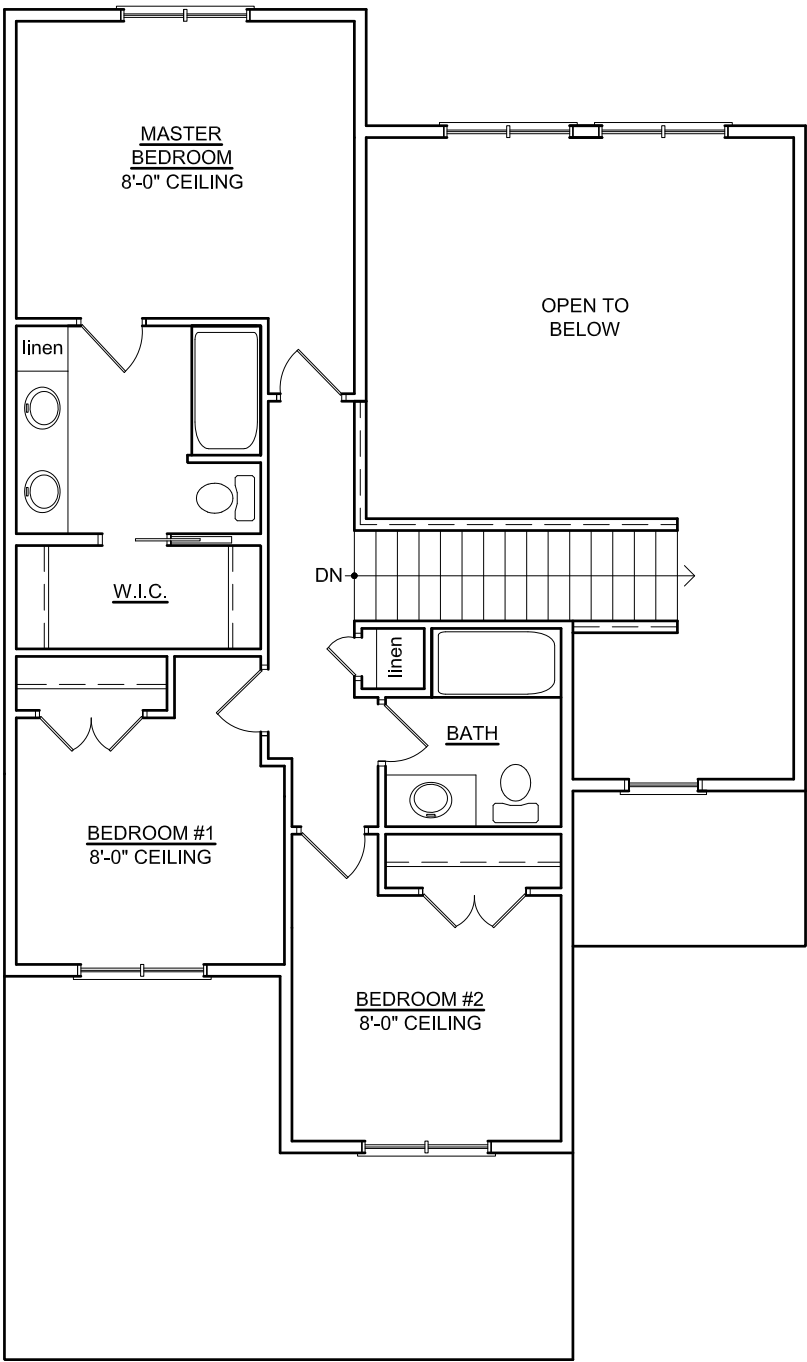 MASTER
BEDROOM
8'-0" CEILING
OPEN TO
BELOW
linen
W.I.C.
DN
linen
BATH
BEDROOM #1
8'-0" CEILING
BEDROOM #2
8'-0" CEILING